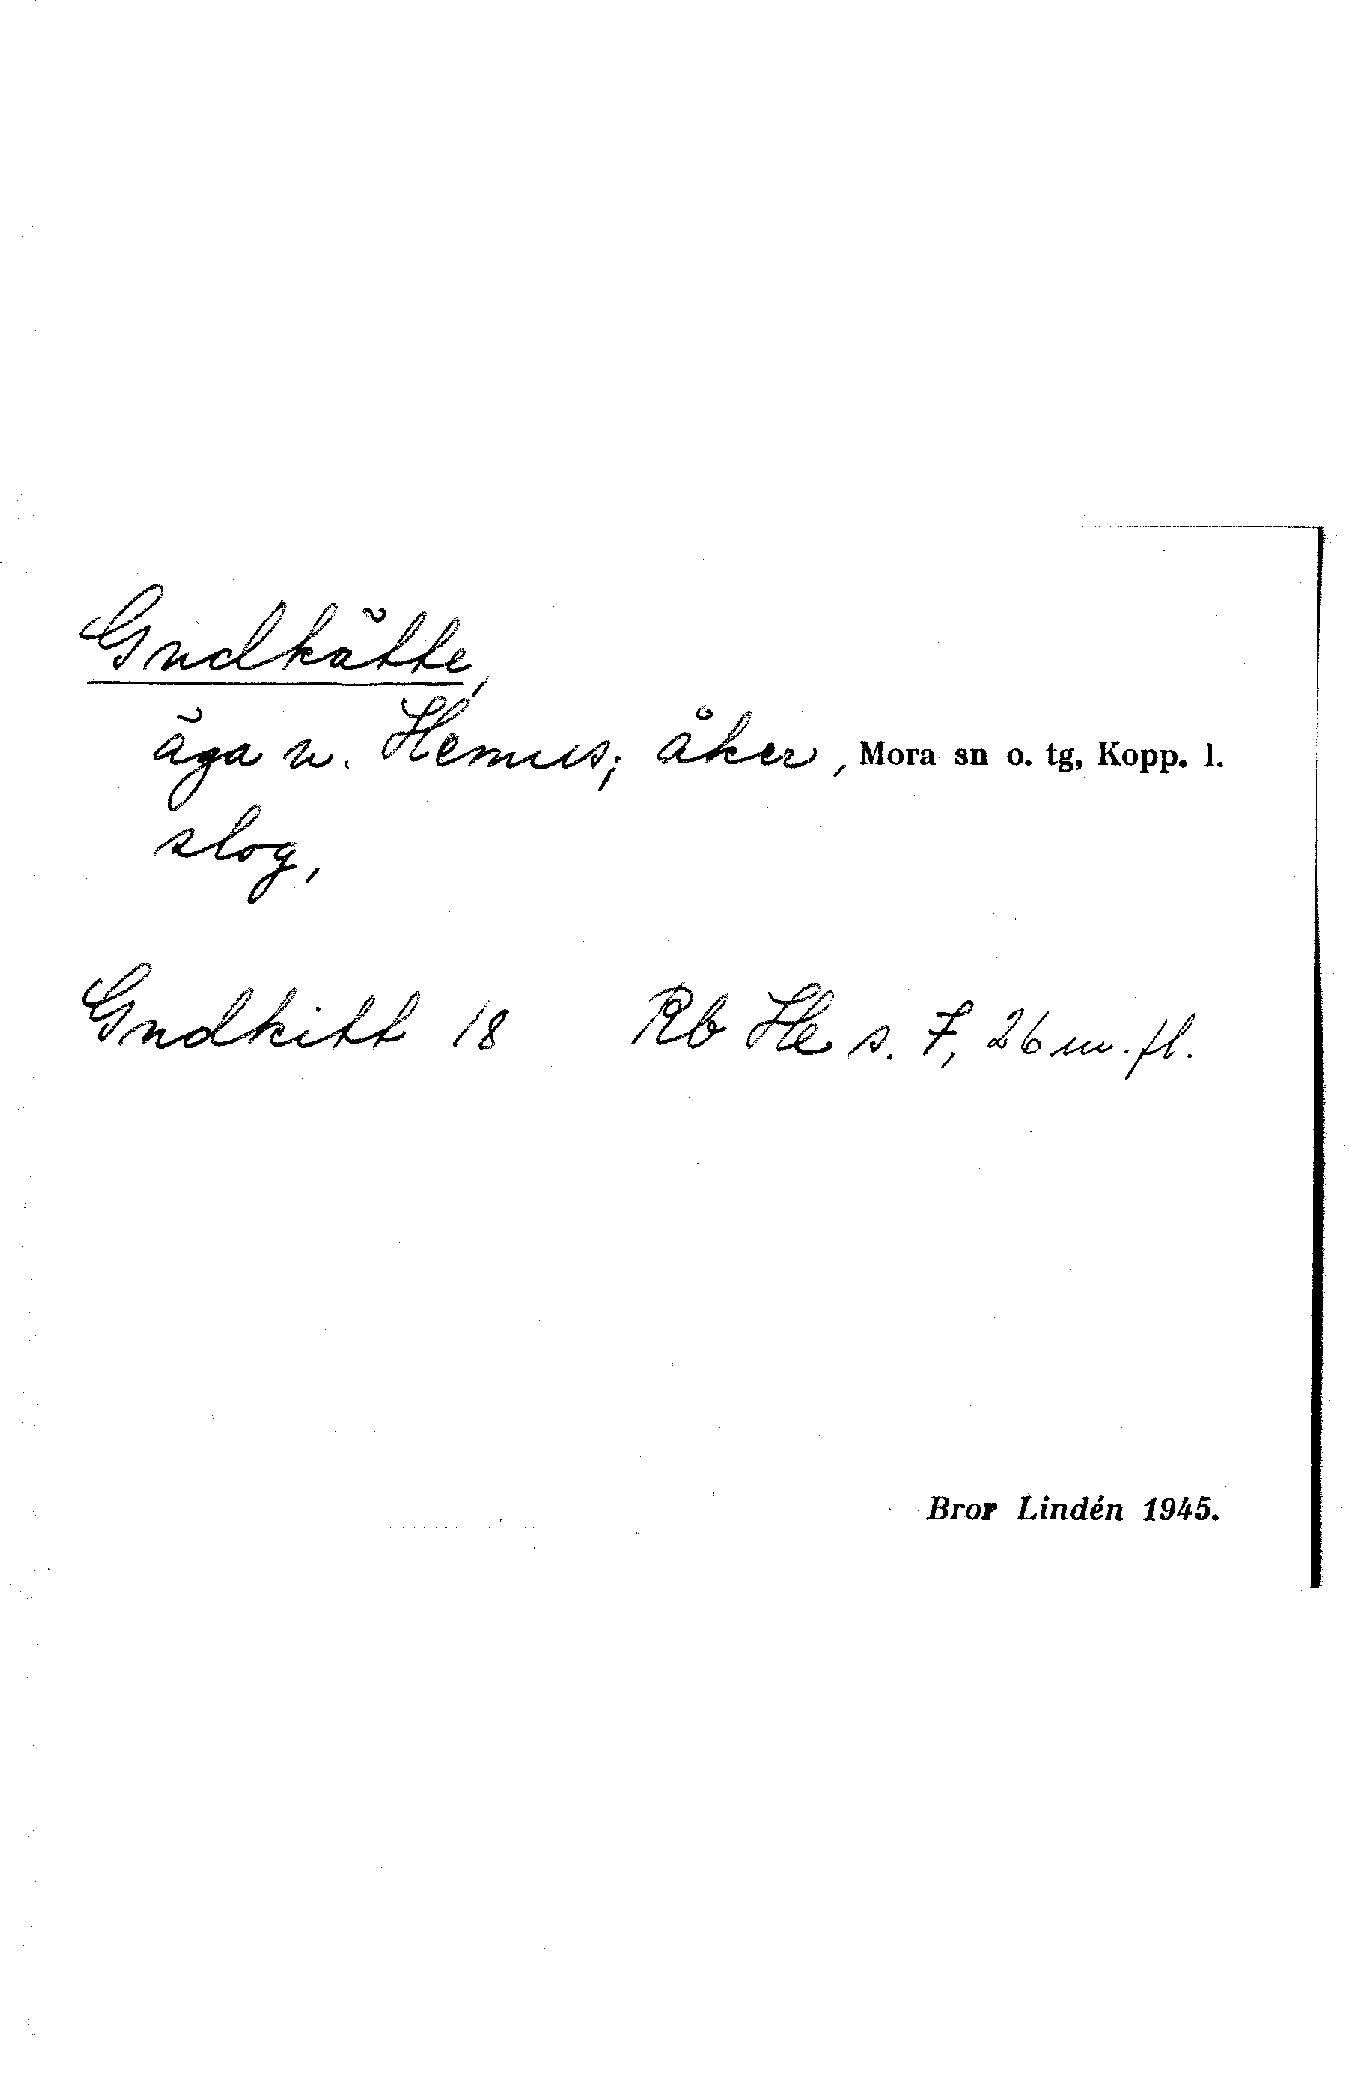 Gudkätte,
äga v. Hemus; åker, Mora sn o. tg, Kopp. l.
slog,
Gudkitt 18 Rb He s. 7, 26 m. fl.
Bror Lindén 1945.